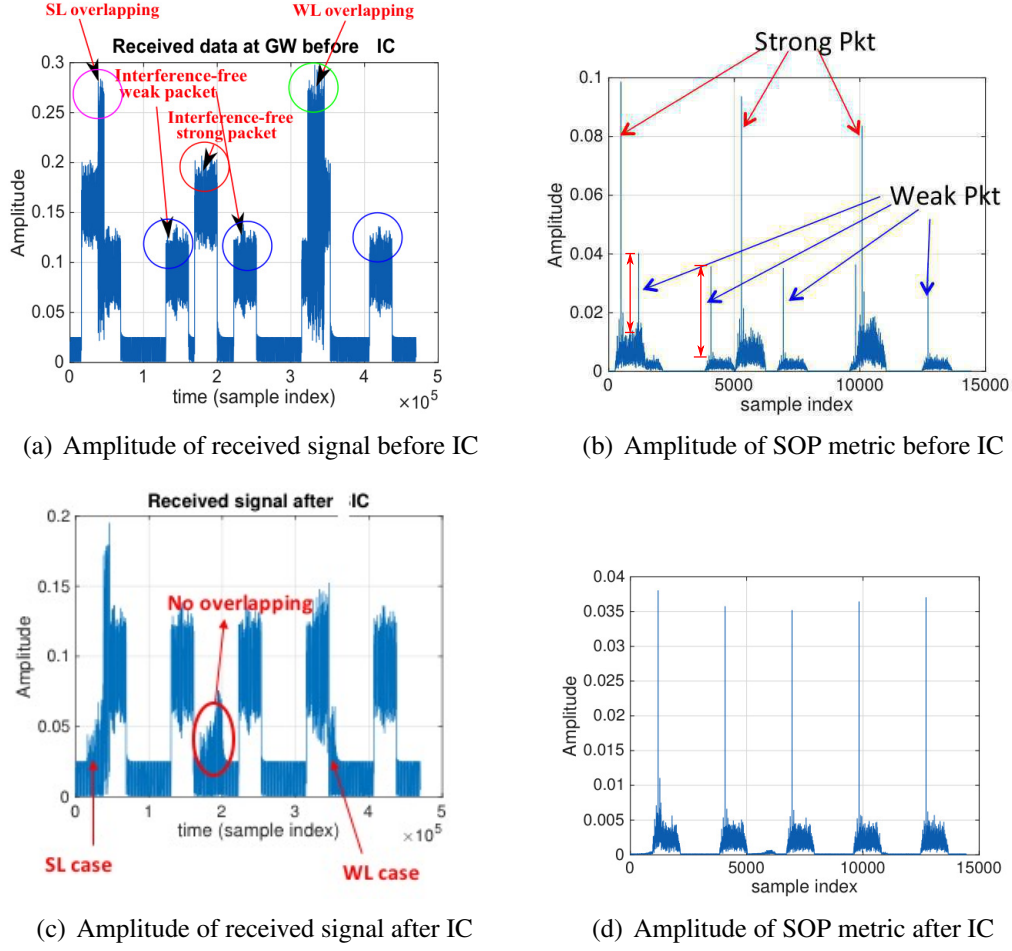 SL overlapping
WL overlapping
Received data at GW before IC
Interference-free
weak packet
Interference-free
strong packet
0.3
0.25
0.2
0.15
0.1
0.05
0
Amplitude
0 1 2 3 4 5
time (sample index)
×10^5
(a) Amplitude of received signal before IC
Strong Pkt
Weak Pkt
0.1
0.08
0.06
0.04
0.02
0
Amplitude
5000 10000 15000
sample index
(b) Amplitude of SOP metric before IC
Received signal after IC
0.2
0.15
0.1
0.05
0
Amplitude
No overlapping
0 1 2 3 4 5
time (sample index)
×10^5
SL case
WL case
(c) Amplitude of received signal after IC
0.04
0.035
0.03
0.025
0.02
0.015
0.01
0.005
0
Amplitude
0 5000 10000 15000
sample index
(d) Amplitude of SOP metric after IC